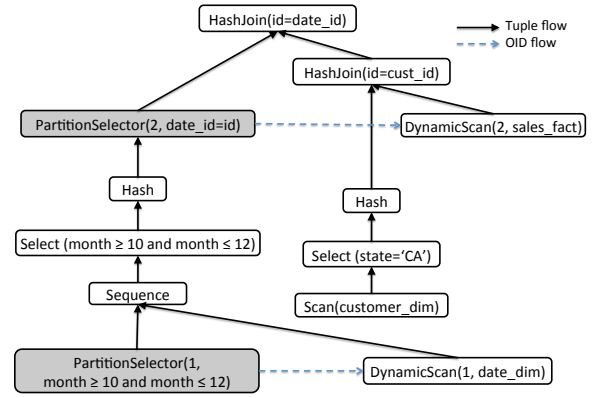 HashJoin(id=date_id)
Tuple flow
OID flow
HashJoin(id=cust_id)
PartitionSelector(2, date_id=id)
DynamicScan(2, sales_fact)
Hash
Hash
Select (month ≥ 10 and month ≤ 12)
Select (state=‘CA’)
Sequence
Scan(customer_dim)
PartitionSelector(1,
month ≥ 10 and month ≤ 12)
DynamicScan(1, date_dim)